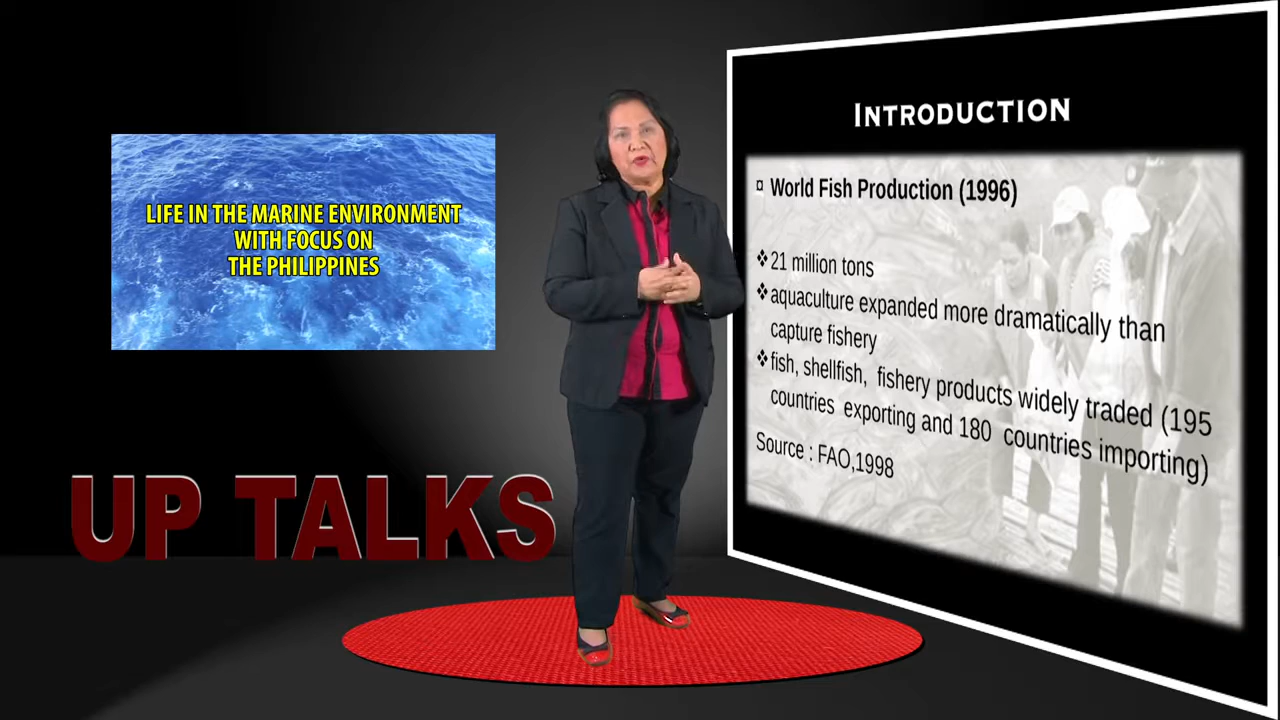 LIFE IN THE MARINE ENVIRONMENT
WITH FOCUS ON
THE PHILIPPINES
UP TALKS
INTRODUCTION
¤ World Fish Production (1996)
❖ 21 million tons
❖ aquaculture expanded more dramatically than
capture fishery
❖ fish, shellfish, fishery products widely traded (195
countries exporting and 180 countries importing)
Source : FAO,1998